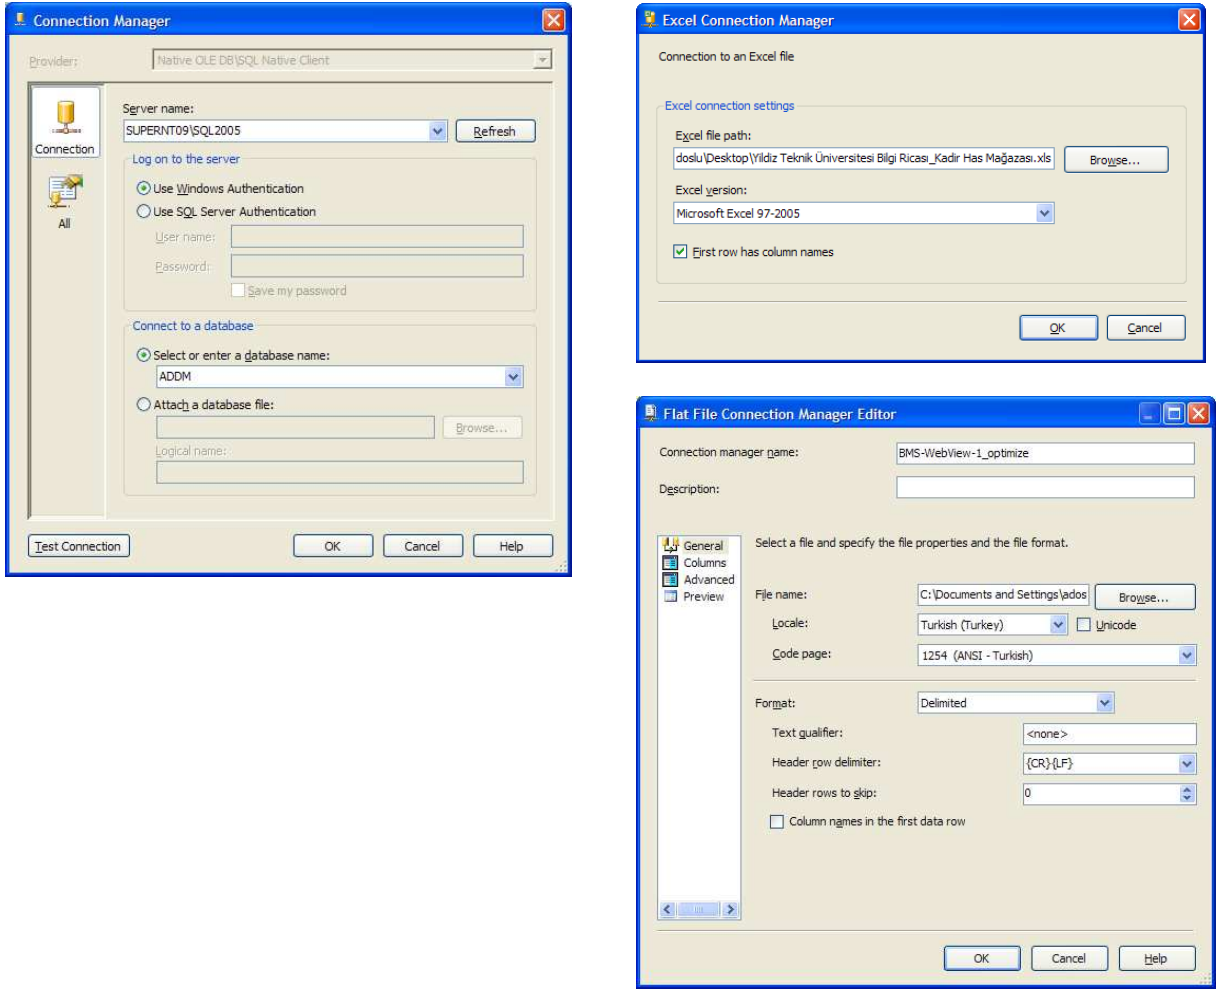 Connection Manager
Provider:
Native OLE DB\SQL Native Client
Connection
All
Server name:
SUPERNT09\SQL2005
Refresh
Log on to the server
Use Windows Authentication
Use SQL Server Authentication
User name:
Password:
Save my password
Connect to a database
Select or enter a database name:
ADDM
Attach a database file:
Browse...
Logical name:
Test Connection
OK
Cancel
Help
Excel Connection Manager
Connection to an Excel file
Excel connection settings
Excel file path:
doslu\Desktop\Yildiz Teknik Üniversitesi Bilgi Ricası_Kadir Has Mağazası.xls
Browse...
Excel version:
Microsoft Excel 97-2005
First row has column names
OK
Cancel
Flat File Connection Manager Editor
Connection manager name:
BMS-WebView-1_optimize
Description:
General
Columns
Advanced
Preview
Select a file and specify the file properties and the file format.
File name:
C:\Documents and Settings\ados
Browse...
Locale:
Turkish (Turkey)
Unicode
Code page:
1254 (ANSI - Turkish)
Format:
Delimited
Text qualifier:
<none>
Header row delimiter:
{CR}{LF}
Header rows to skip:
0
Column names in the first data row
OK
Cancel
Help